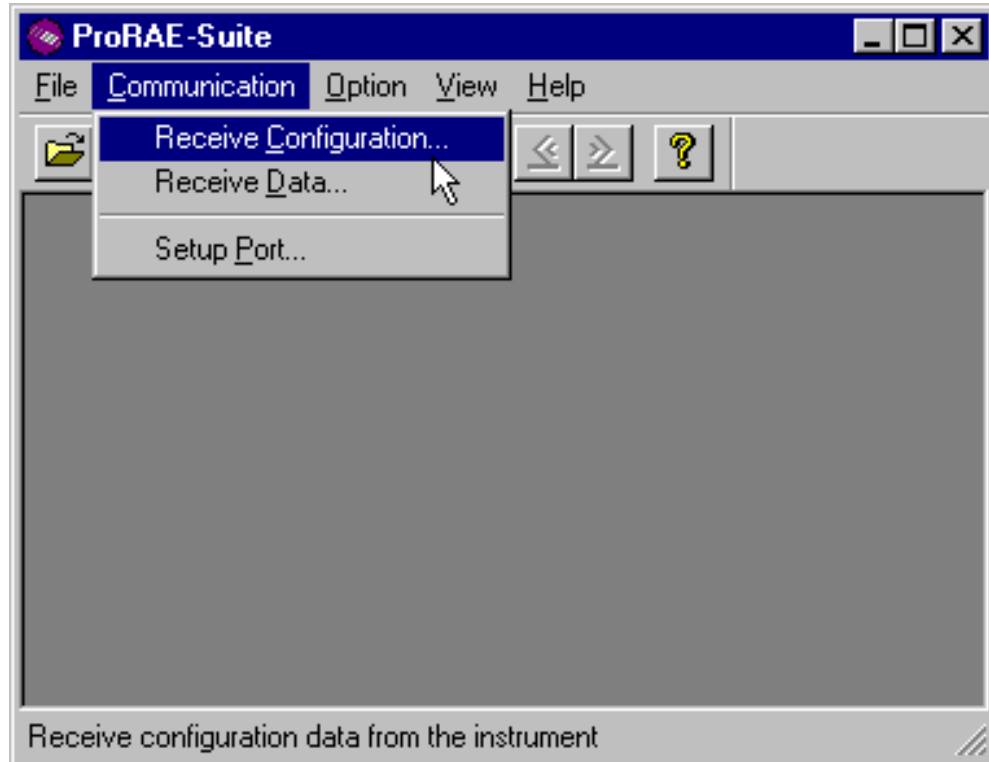 ProRAE-Suite
File Communication Option View Help
Receive Configuration...
Receive Data...
Setup Port...
Receive configuration data from the instrument